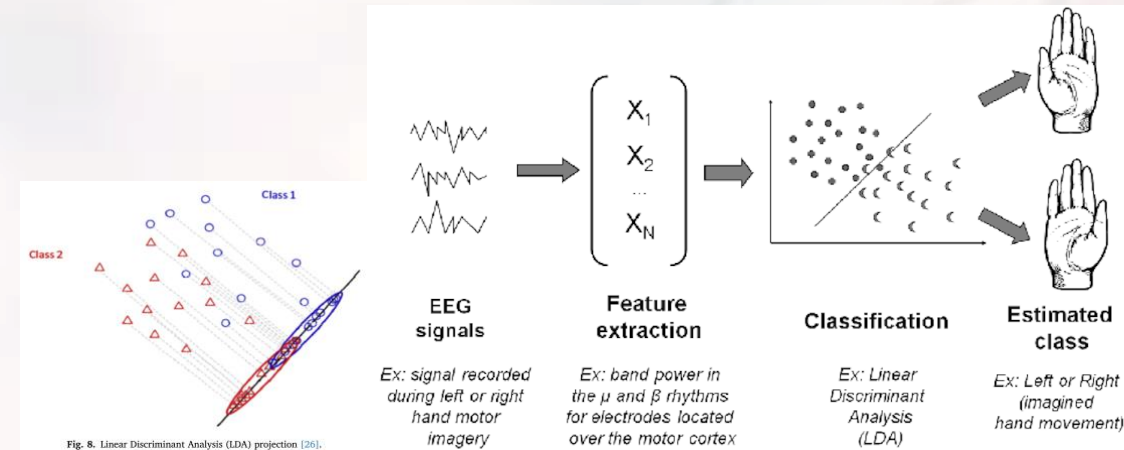 Class 1
Class 2
Fig. 8. Linear Discriminant Analysis (LDA) projection [26].
X1
X2
...
XN
EEG
signals
Feature
extraction
Classification
Estimated
class
Ex: signal recorded
during left or right
hand motor
imagery
Ex: band power in
the μ and β rhythms
for electrodes located
over the motor cortex
Ex: Linear
Discriminant
Analysis
(LDA)
Ex: Left or Right
(imagined
hand movement)